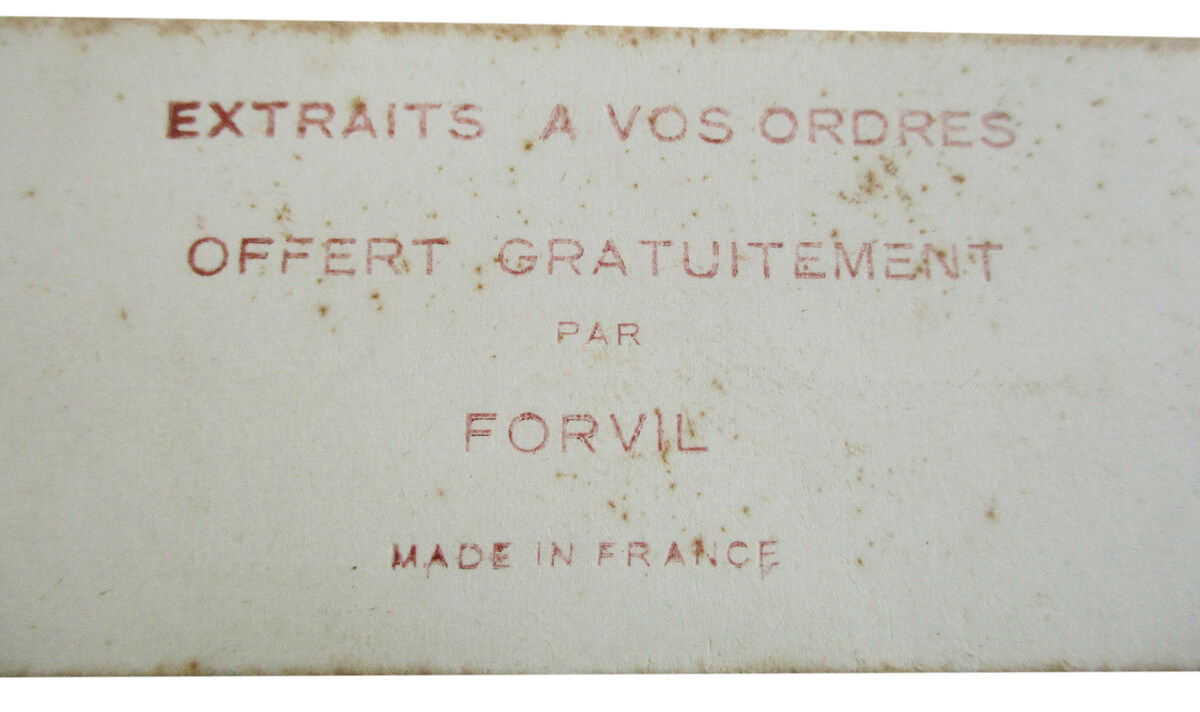 EXTRAITS A VOS ORDRES
OFFERT GRATUITEMENT
PAR
FORVIL
MADE IN FRANCE